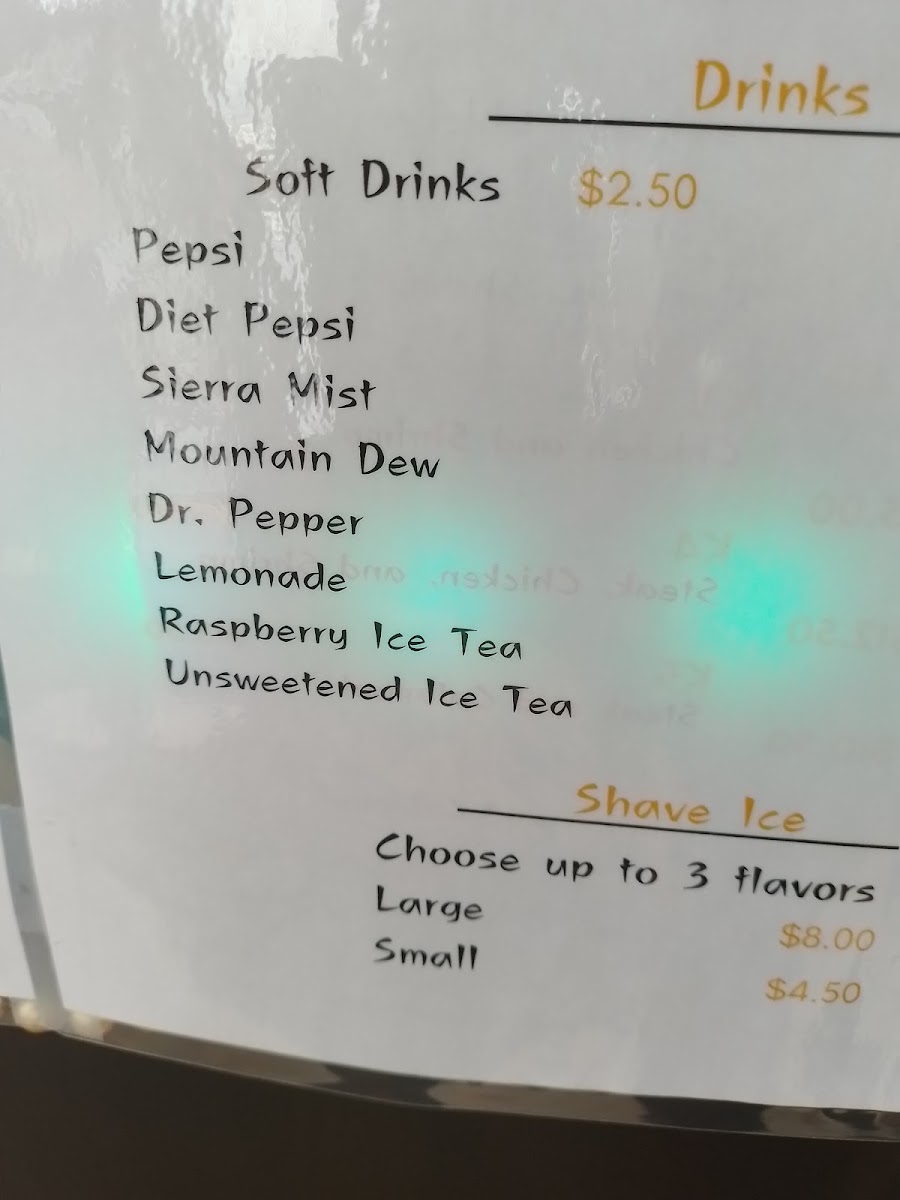 Drinks
Soft Drinks $2.50
Pepsi
Diet Pepsi
Sierra Mist
Mountain Dew
Dr. Pepper
Lemonade
Raspberry Ice Tea
Unsweetened Ice Tea
Shave Ice
Choose up to 3 flavors
Large $8.00
Small $4.50